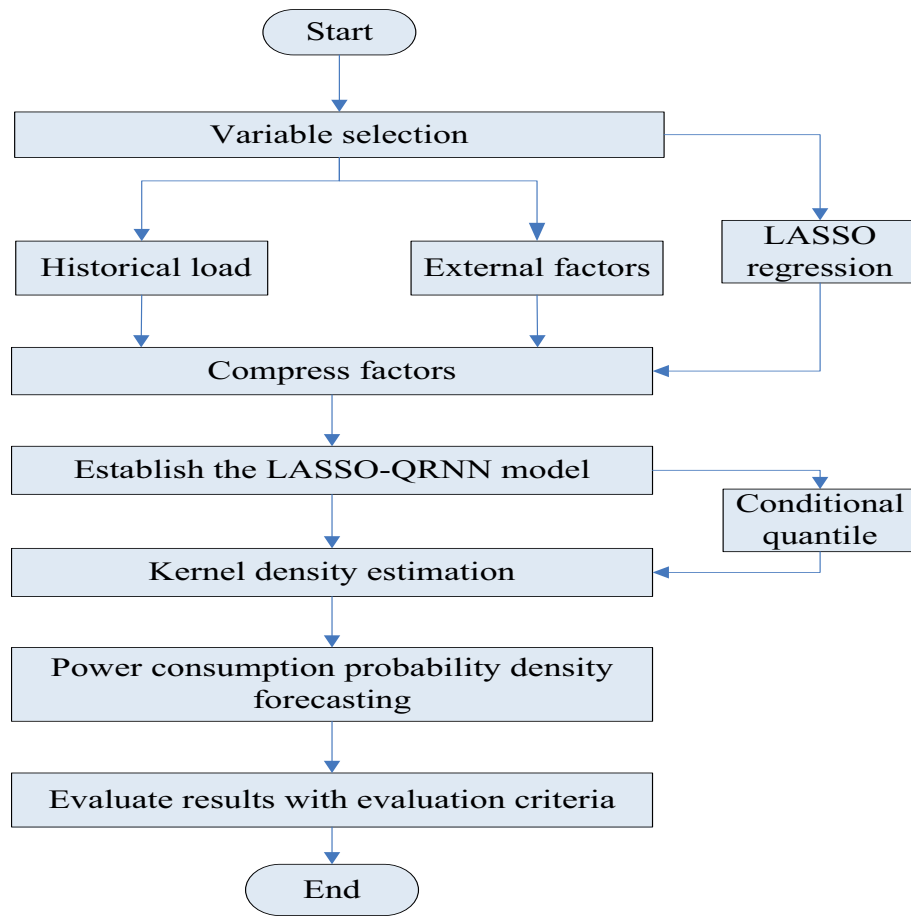 Start
Variable selection
Historical load
External factors
LASSO
regression
Compress factors
Establish the LASSO-QRNN model
Conditional
quantile
Kernel density estimation
Power consumption probability density
forecasting
Evaluate results with evaluation criteria
End